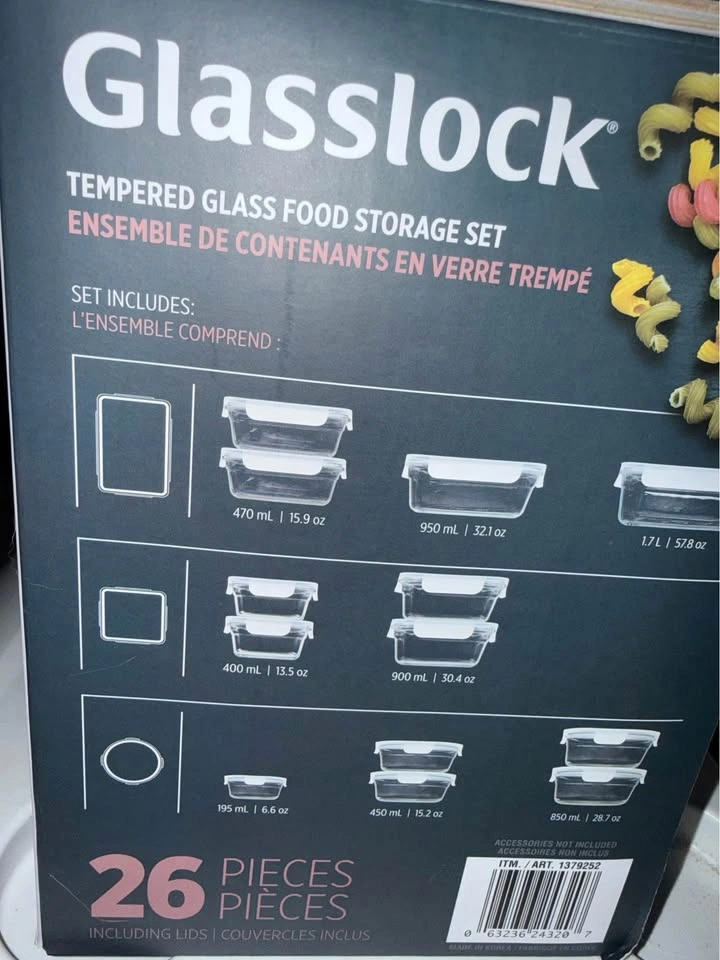 Glasslock®
TEMPERED GLASS FOOD STORAGE SET
ENSEMBLE DE CONTENANTS EN VERRE TREMPÉ
SET INCLUDES:
L'ENSEMBLE COMPREND :
470 mL | 15.9 oz
950 mL | 32.1 oz
1.7 L | 57.8 oz
400 mL | 13.5 oz
900 mL | 30.4 oz
195 mL | 6.6 oz
450 mL | 15.2 oz
850 mL | 28.7 oz
26 PIECES
PIÈCES
INCLUDING LIDS | COUVERCLES INCLUS
ACCESSORIES NOT INCLUDED
ACCESSOIRES NON INCLUS
ITM. / ART. 1379252
0 63236 24320 7
MADE IN KOREA / FABRIQUÉ EN CORÉE